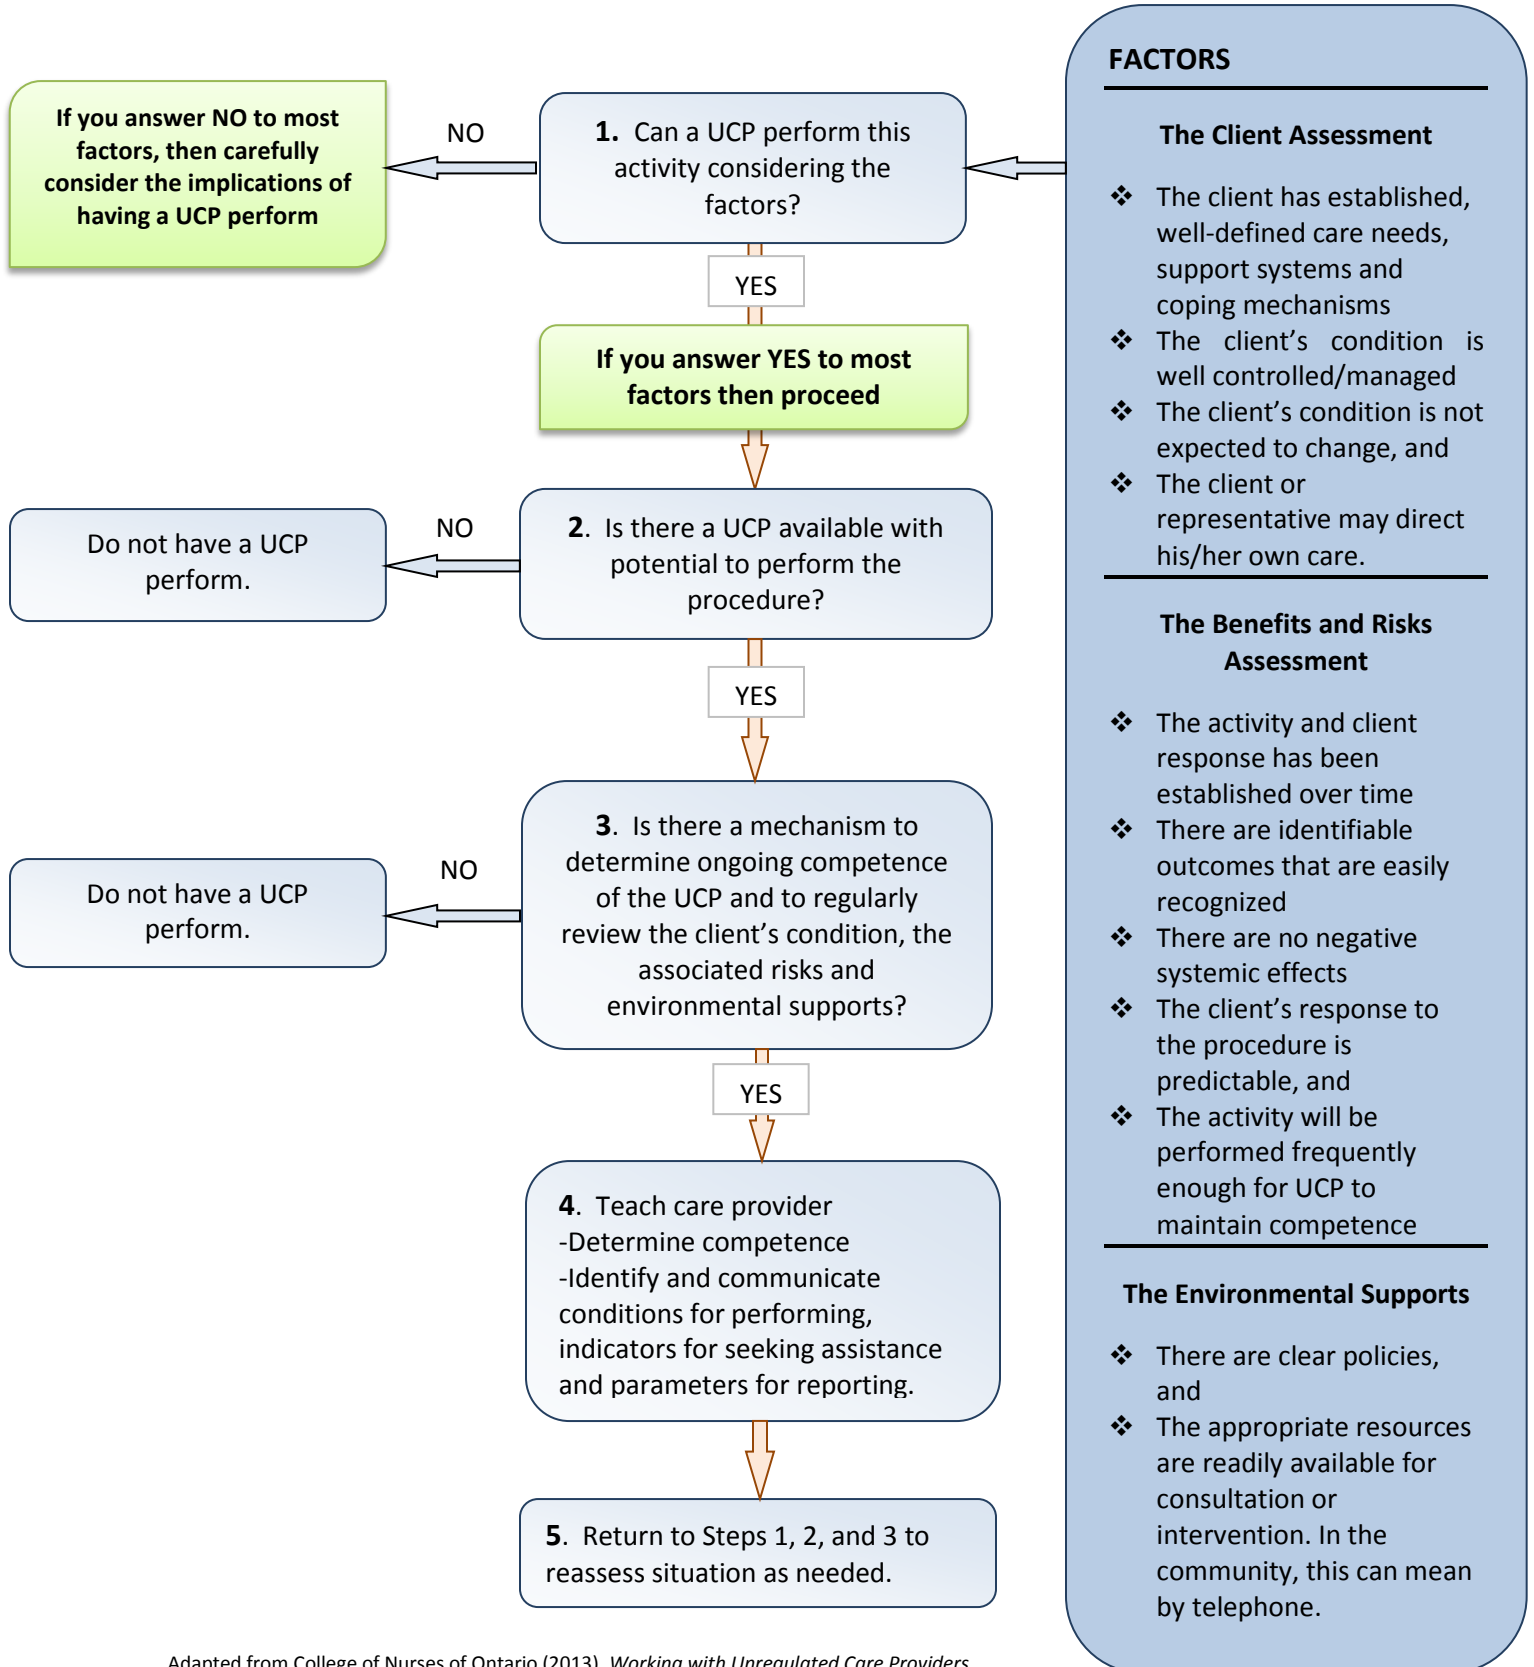 If you answer NO to most
factors, then carefully
consider the implications of
having a UCP perform
NO
1. Can a UCP perform this
activity considering the
factors?
YES
If you answer YES to most
factors then proceed
Do not have a UCP
perform.
NO
2. Is there a UCP available with
potential to perform the
procedure?
YES
Do not have a UCP
perform.
NO
3. Is there a mechanism to
determine ongoing competence
of the UCP and to regularly
review the client’s condition, the
associated risks and
environmental supports?
YES
4. Teach care provider
-Determine competence
-Identify and communicate
conditions for performing,
indicators for seeking assistance
and parameters for reporting.
5. Return to Steps 1, 2, and 3 to
reassess situation as needed.
FACTORS
The Client Assessment
❖ The client has established,
well-defined care needs,
support systems and
coping mechanisms
❖ The client’s condition is
well controlled/managed
❖ The client’s condition is not
expected to change, and
❖ The client or
representative may direct
his/her own care.
The Benefits and Risks
Assessment
❖ The activity and client
response has been
established over time
❖ There are identifiable
outcomes that are easily
recognized
❖ There are no negative
systemic effects
❖ The client’s response to
the procedure is
predictable, and
❖ The activity will be
performed frequently
enough for UCP to
maintain competence
The Environmental Supports
❖ There are clear policies,
and
❖ The appropriate resources
are readily available for
consultation or
intervention. In the
community, this can mean
by telephone.
Adapted from College of Nurses of Ontario (2013). Working with Unregulated Care Providers